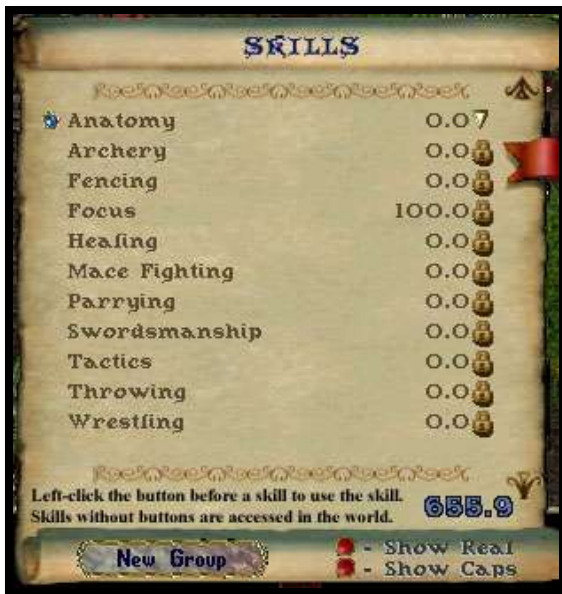 SKILLS
Anatomy 0.0
Archery 0.0
Fencing 0.0
Focus 100.0
Healing 0.0
Mace Fighting 0.0
Parrying 0.0
Swordsmanship 0.0
Tactics 0.0
Throwing 0.0
Wrestling 0.0
Left-click the button before a skill to use the skill.
Skills without buttons are accessed in the world.
655.9
New Group
- Show Real
- Show Caps